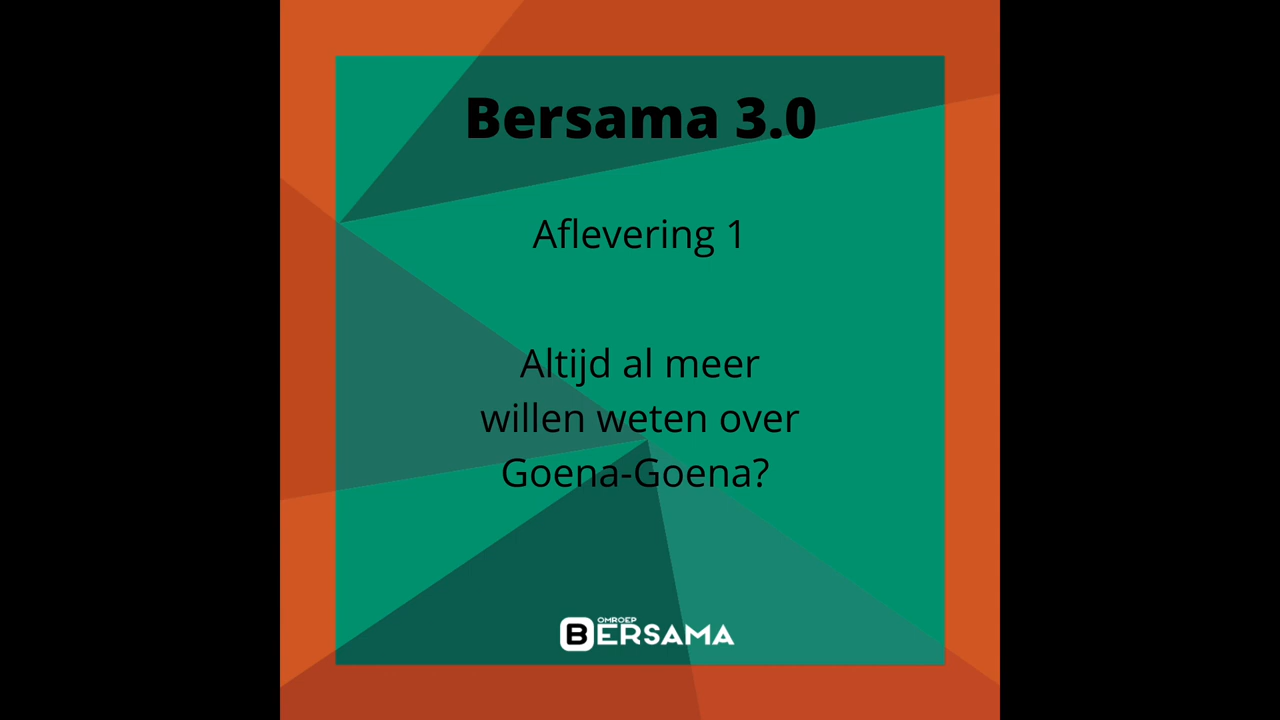 Bersama 3.0
Aflevering 1
Altijd al meer
willen weten over
Goena-Goena?
OMROEP
BERSAMA